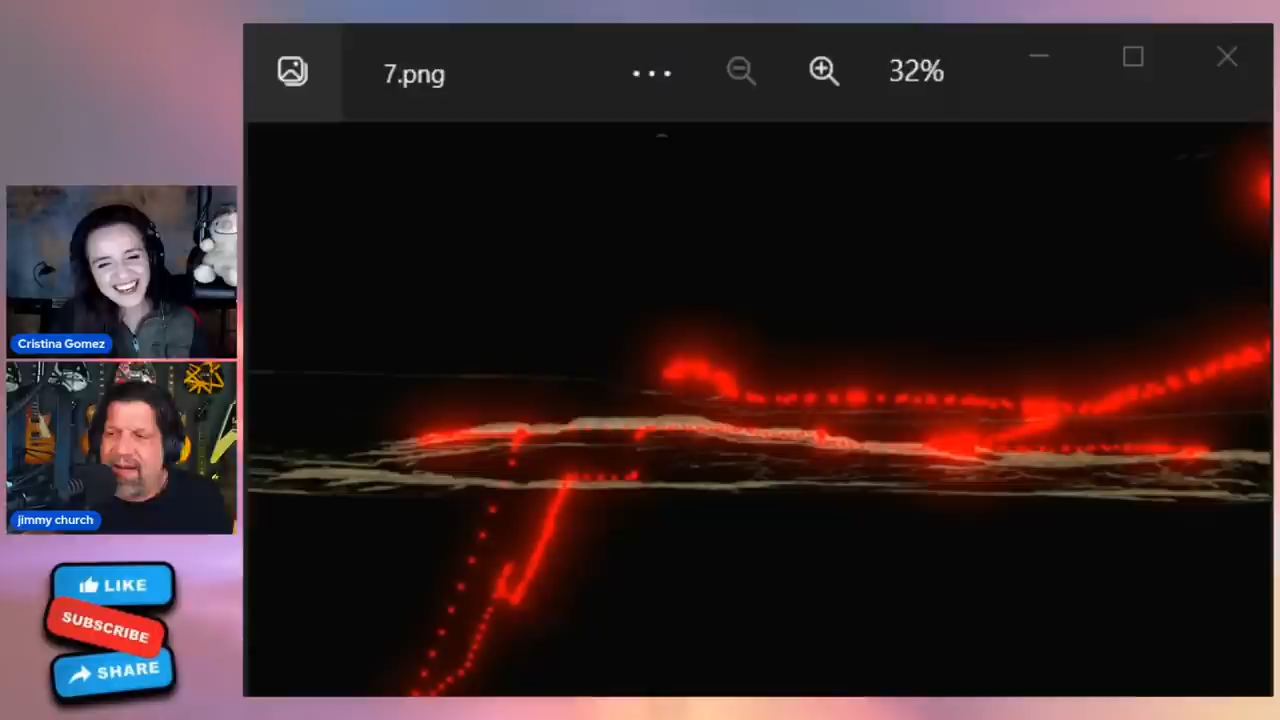 7.png
32%
Cristina Gomez
jimmy church
LIKE
SUBSCRIBE
SHARE